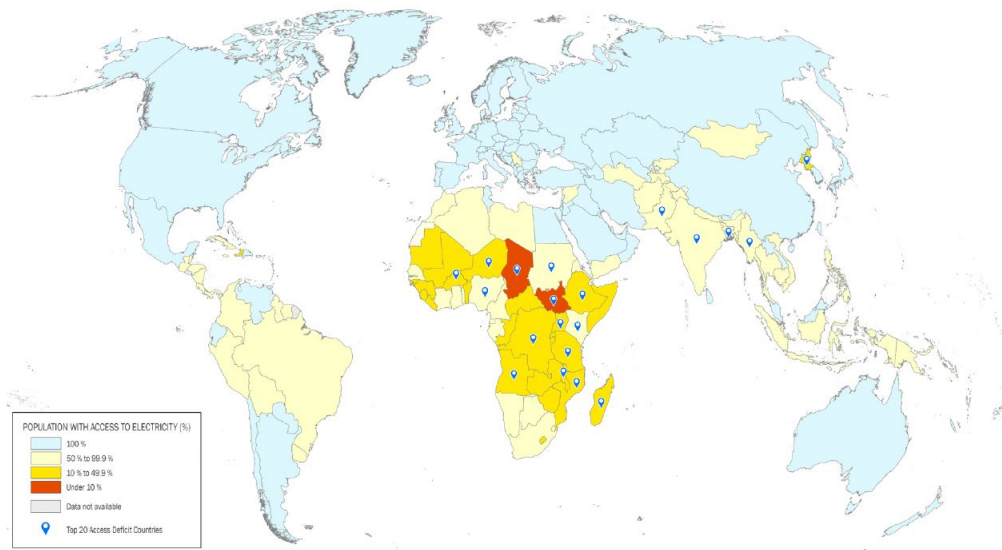 POPULATION WITH ACCESS TO ELECTRICITY (%)
100 %
50 % to 99.9 %
10 % to 49.9 %
Under 10 %
Data not available
Top 20 Access Deficit Countries